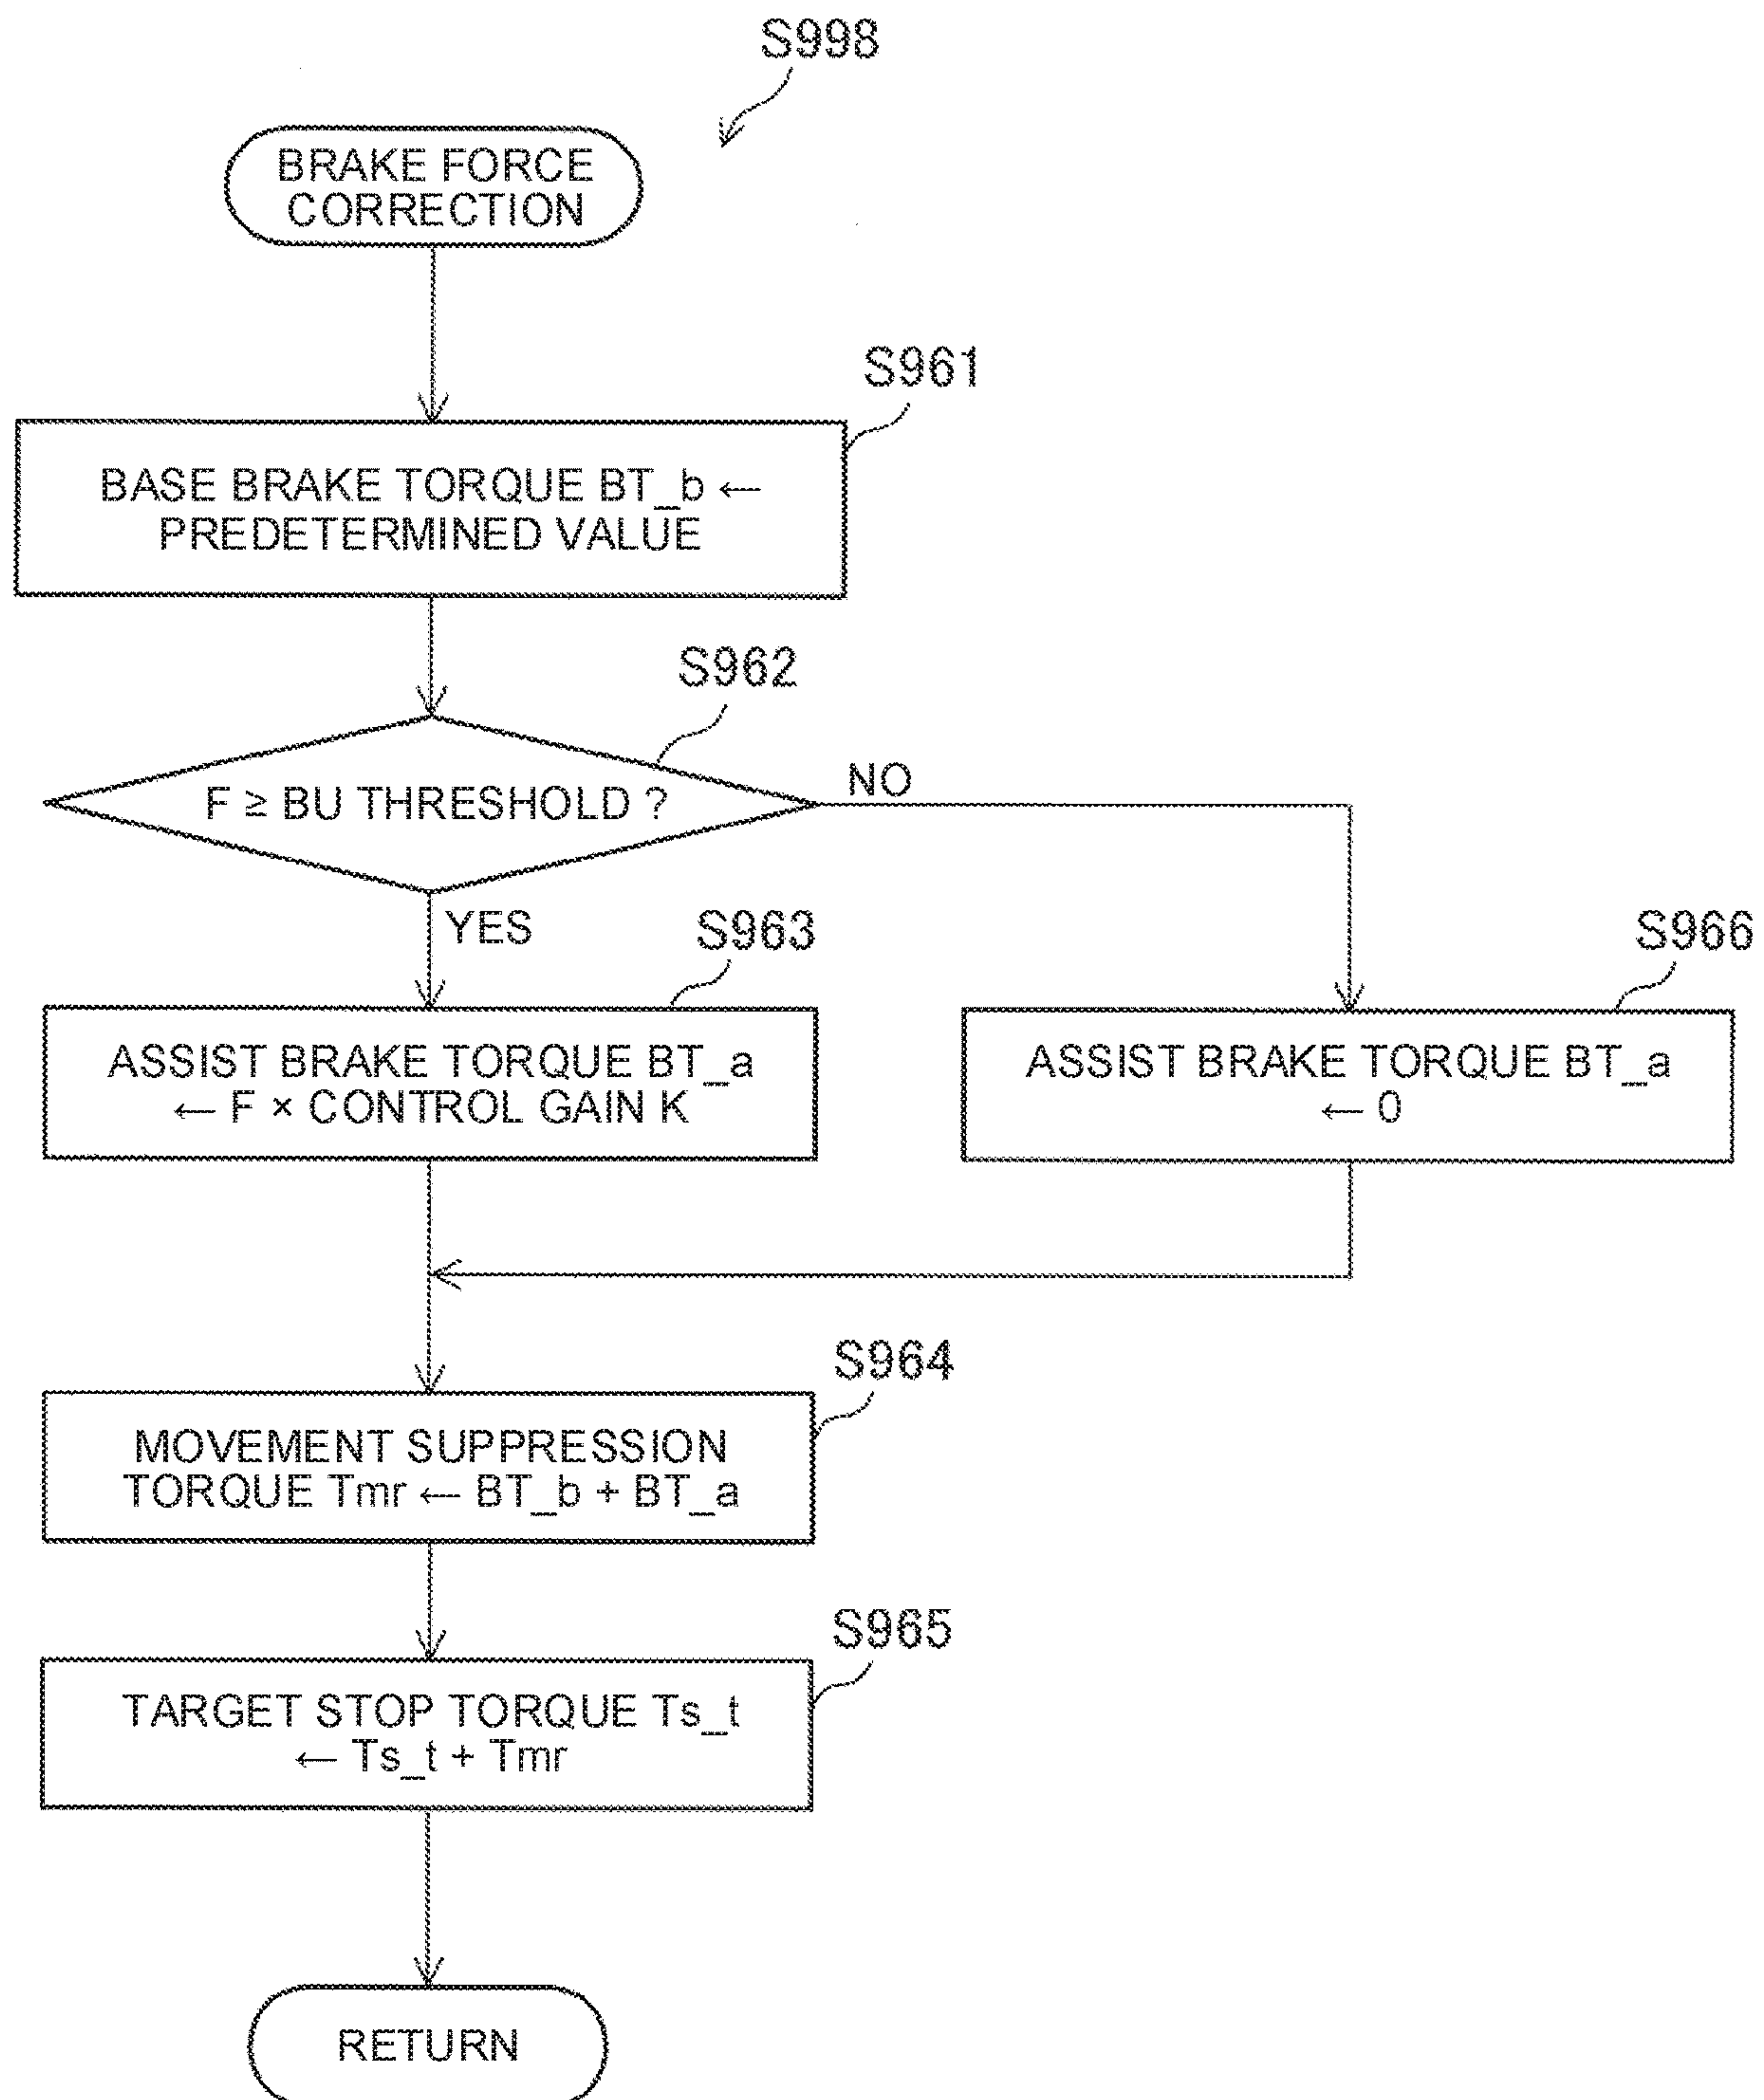 S998
BRAKE FORCE
CORRECTION
S961
BASE BRAKE TORQUE BT_b ←
PREDETERMINED VALUE
S962
F ≥ BU THRESHOLD ?
NO
YES
S963
ASSIST BRAKE TORQUE BT_a
← F × CONTROL GAIN K
S966
ASSIST BRAKE TORQUE BT_a
← 0
S964
MOVEMENT SUPPRESSION
TORQUE Tmr ← BT_b + BT_a
S965
TARGET STOP TORQUE Ts_t
← Ts_t + Tmr
RETURN